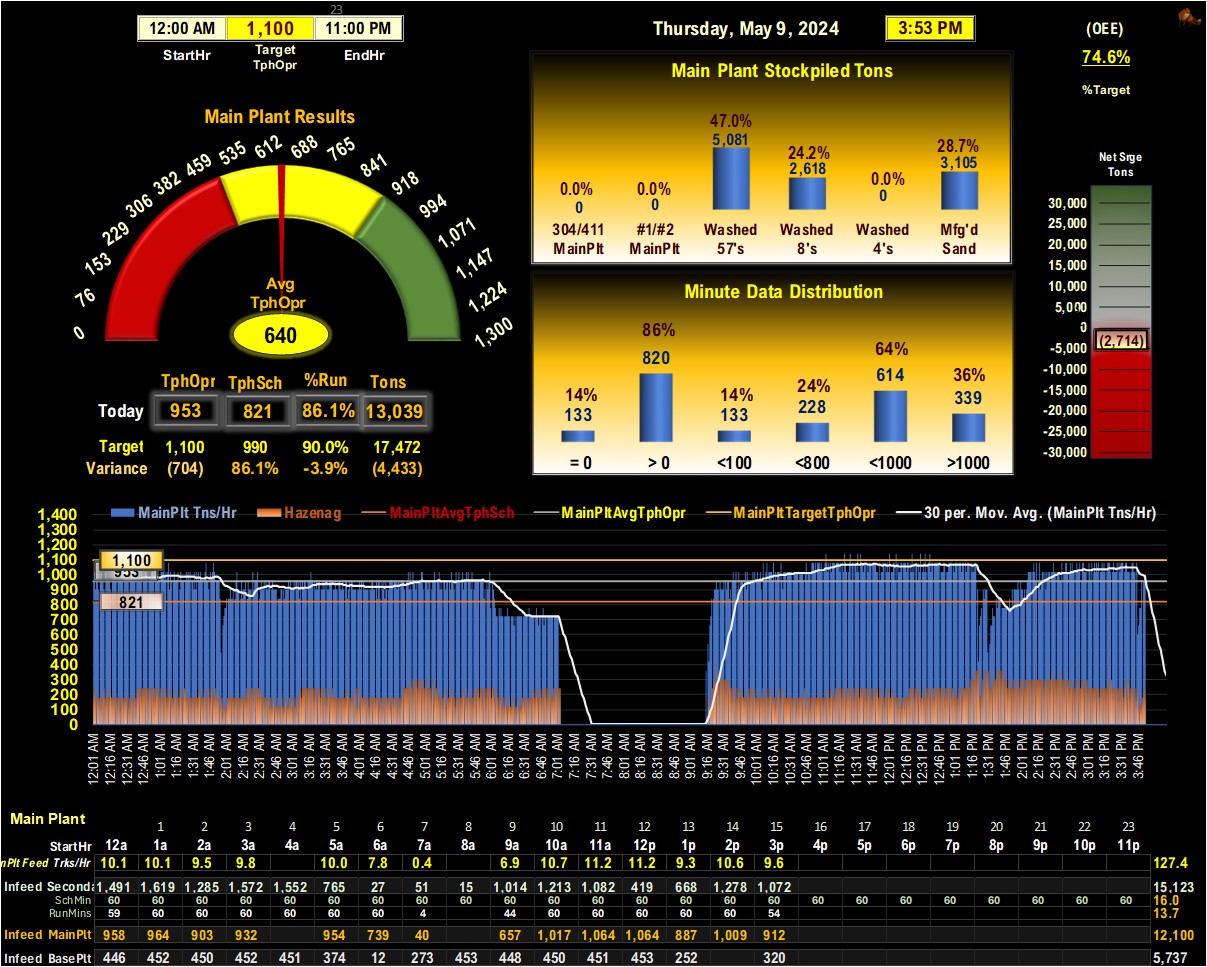 23
12:00 AM 1,100 11:00 PM
StartHr Target TphOpr EndHr
Thursday, May 9, 2024 3:53 PM
(OEE)
74.6%
%Target
Main Plant Results
0 76 153 229 306 382 459 535 612 688 765 841 918 994 1,071 1,147 1,224 1,300
Avg
TphOpr
640
TphOpr TphSch %Run Tons
Today 953 821 86.1% 13,039
Target 1,100 990 90.0% 17,472
Variance (704) 86.1% -3.9% (4,433)
Main Plant Stockpiled Tons
0.0% 0.0% 47.0% 24.2% 0.0% 28.7%
0 0 5,081 2,618 0 3,105
304/411 #1/#2 Washed Washed Washed Mfg'd
MainPlt MainPlt 57's 8's 4's Sand
Minute Data Distribution
14% 86% 14% 24% 64% 36%
133 820 133 228 614 339
= 0 > 0 <100 <800 <1000 >1000
Net Srge
Tons
30,000
25,000
20,000
15,000
10,000
5,000
0
(2,714)
-5,000
-10,000
-15,000
-20,000
-25,000
-30,000
MainPlt Tns/Hr Hazenag MainPltAvgTphSch MainPltAvgTphOpr MainPltTargetTphOpr 30 per. Mov. Avg. (MainPlt Tns/Hr)
1,400
1,300
1,200
1,100
1,000
900
800
700
600
500
400
300
200
100
0
1,100
953
821
12:01 AM 12:16 AM 12:31 AM 12:46 AM 1:01 AM 1:16 AM 1:31 AM 1:46 AM 2:01 AM 2:16 AM 2:31 AM 2:46 AM 3:01 AM 3:16 AM 3:31 AM 3:46 AM 4:01 AM 4:16 AM 4:31 AM 4:46 AM 5:01 AM 5:16 AM 5:31 AM 5:46 AM 6:01 AM 6:16 AM 6:31 AM 6:46 AM 7:01 AM 7:16 AM 7:31 AM 7:46 AM 8:01 AM 8:16 AM 8:31 AM 8:46 AM 9:01 AM 9:16 AM 9:31 AM 9:46 AM 10:01 AM 10:16 AM 10:31 AM 10:46 AM 11:01 AM 11:16 AM 11:31 AM 11:46 AM 12:01 PM 12:16 PM 12:31 PM 12:46 PM 1:01 PM 1:16 PM 1:31 PM 1:46 PM 2:01 PM 2:16 PM 2:31 PM 2:46 PM 3:01 PM 3:16 PM 3:31 PM 3:46 PM
Main Plant
1 2 3 4 5 6 7 8 9 10 11 12 13 14 15 16 17 18 19 20 21 22 23
StartHr 12a 1a 2a 3a 4a 5a 6a 7a 8a 9a 10a 11a 12p 1p 2p 3p 4p 5p 6p 7p 8p 9p 10p 11p
nPlt Feed Trks/Hr 10.1 10.1 9.5 9.8 10.0 7.8 0.4 6.9 10.7 11.2 11.2 9.3 10.6 9.6 127.4
Infeed Seconda 1,491 1,619 1,285 1,572 1,552 765 27 51 15 1,014 1,213 1,082 419 668 1,278 1,072 15,123
SchMin 60 60 60 60 60 60 60 60 60 60 60 60 60 60 60 60 60 60 60 60 60 60 60 60 16.0
RunMins 59 60 60 60 60 60 60 4 44 60 60 60 60 60 54 13.7
Infeed MainPlt 958 964 903 932 954 739 40 657 1,017 1,064 1,064 887 1,009 912 12,100
Infeed BasePlt 446 452 450 452 451 374 12 273 453 448 450 451 453 252 320 5,737